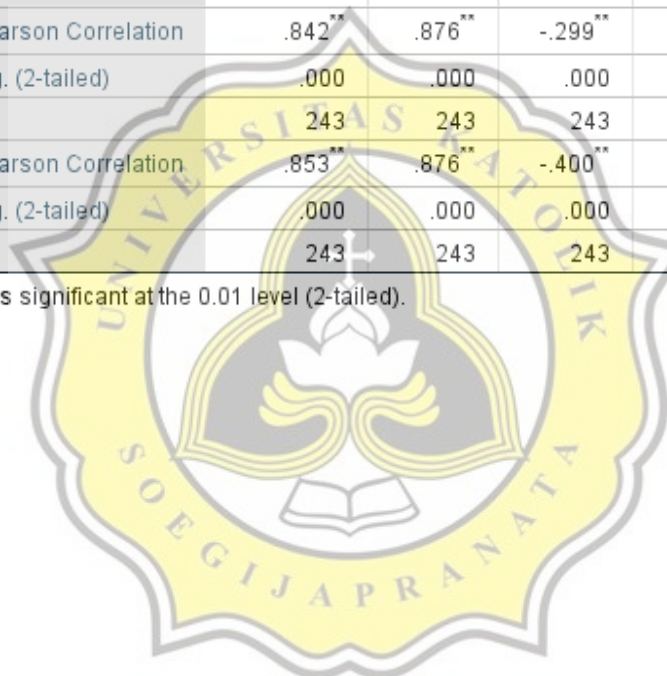 arson Correlation .842** .876** -.299**
. (2-tailed) .000 .000 .000
243 243 243
arson Correlation .853** .876** -.400**
. (2-tailed) .000 .000 .000
243 243 243
s significant at the 0.01 level (2-tailed).
UNIVERSITAS KATOLIK
SOEGIJAPRANATA